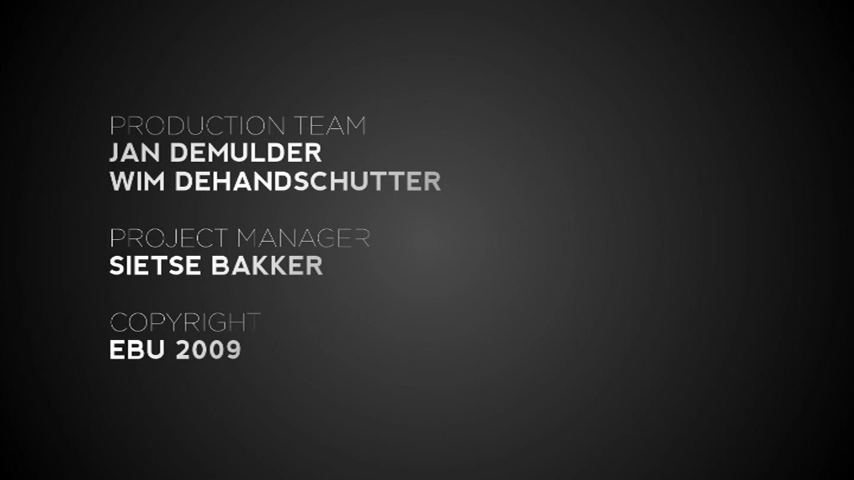 PRODUCTION TEAM
JAN DEMULDER
WIM DEHANDSCHUTTER
PROJECT MANAGER
SIETSE BAKKER
COPYRIGHT
EBU 2009